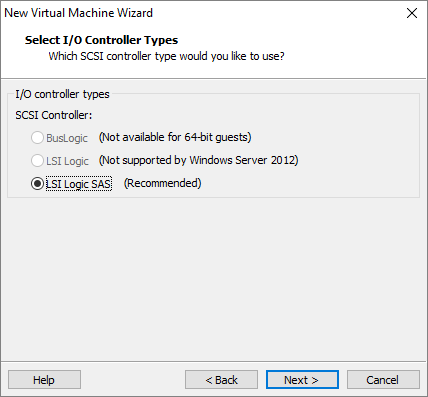 New Virtual Machine Wizard
Select I/O Controller Types
Which SCSI controller type would you like to use?
I/O controller types
SCSI Controller:
BusLogic (Not available for 64-bit guests)
LSI Logic (Not supported by Windows Server 2012)
LSI Logic SAS (Recommended)
Help < Back Next > Cancel